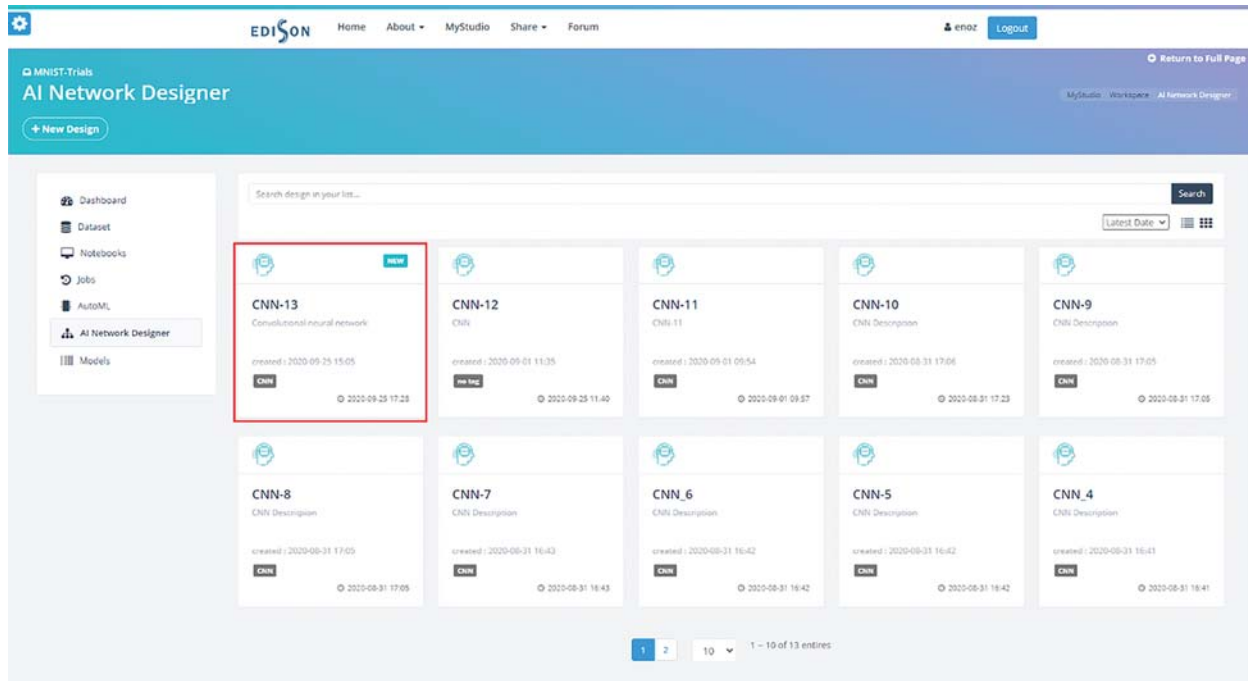 EDISON Home About MyStudio Share Forum enoz Logout
Return to Full Page
MNIST-Trials
AI Network Designer
MyStudio Workspace AI Network Designer
+ New Design
Dashboard
Dataset
Notebooks
Jobs
AutoML
AI Network Designer
Models
Search design in your list... Search
Latest Date
NEW
CNN-13
Convolutional neural network
created : 2020-09-25 15:05
CNN
2020-09-25 17:28
CNN-12
CNN
created : 2020-09-01 11:35
no tag
2020-09-25 11:40
CNN-11
CNN-11
created : 2020-09-01 09:54
CNN
2020-09-01 09:57
CNN-10
CNN Description
created : 2020-08-31 17:06
CNN
2020-08-31 17:23
CNN-9
CNN Description
created : 2020-08-31 17:05
CNN
2020-08-31 17:05
CNN-8
CNN Description
created : 2020-08-31 17:05
CNN
2020-08-31 17:05
CNN-7
CNN Description
created : 2020-08-31 16:43
CNN
2020-08-31 16:43
CNN_6
CNN Description
created : 2020-08-31 16:42
CNN
2020-08-31 16:42
CNN-5
CNN Description
created : 2020-08-31 16:42
CNN
2020-08-31 16:42
CNN_4
CNN Description
created : 2020-08-31 16:41
CNN
2020-08-31 16:41
1 2 10 1 – 10 of 13 entires